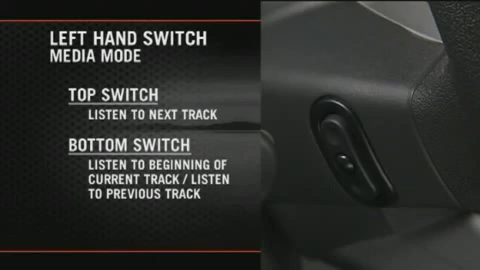 LEFT HAND SWITCH
MEDIA MODE
TOP SWITCH
LISTEN TO NEXT TRACK
BOTTOM SWITCH
LISTEN TO BEGINNING OF
CURRENT TRACK / LISTEN
TO PREVIOUS TRACK